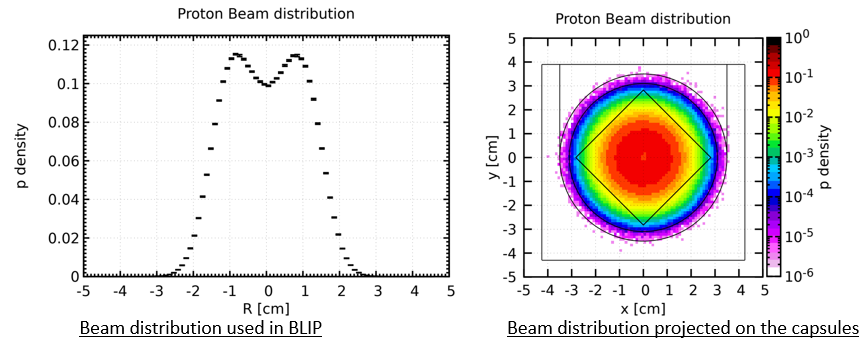 Proton Beam distribution
0.12
0.1
0.08
0.06
0.04
0.02
0
p density
-5 -4 -3 -2 -1 0 1 2 3 4 5
R [cm]
Beam distribution used in BLIP
Proton Beam distribution
5
4
3
2
1
0
-1
-2
-3
-4
-5
y [cm]
-5 -4 -3 -2 -1 0 1 2 3 4 5
x [cm]
10^0
10^-1
10^-2
10^-3
10^-4
10^-5
10^-6
p density
Beam distribution projected on the capsules